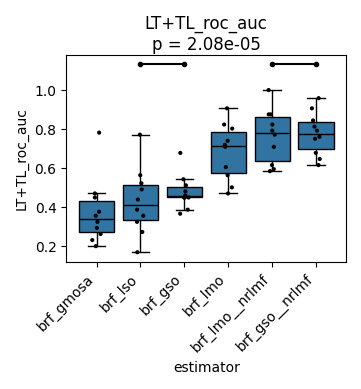 LT+TL_roc_auc
p = 2.08e-05
LT+TL_roc_auc
1.0
0.8
0.6
0.4
0.2
brf_gmosa
brf_lso
brf_gso
brf_lmo
brf_lmo__nrlmf
brf_gso__nrlmf
estimator